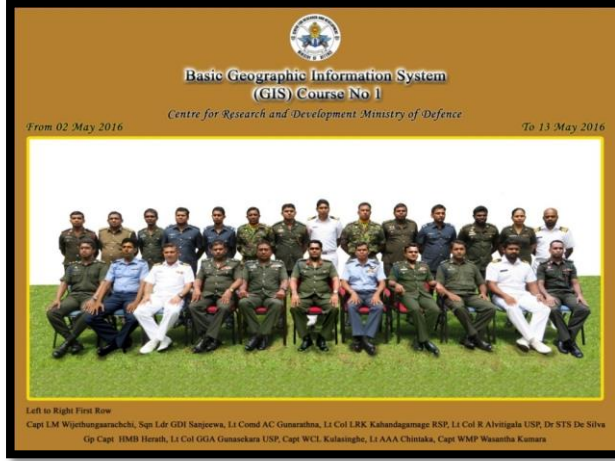 Basic Geographic Information System
(GIS) Course No 1
Centre for Research and Development Ministry of Defence
From 02 May 2016
To 13 May 2016
Left to Right First Row
Capt LM Wijethungaarachchi, Sqn Ldr GDI Sanjeewa, Lt Comd AC Gunarathna, Lt Col LRK Kahandagamage RSP, Lt Col R Alvitigala USP, Dr STS De Silva
Gp Capt HMB Herath, Lt Col GGA Gunasekara USP, Capt WCL Kulasinghe, Lt AAA Chintaka, Capt WMP Wasantha Kumara